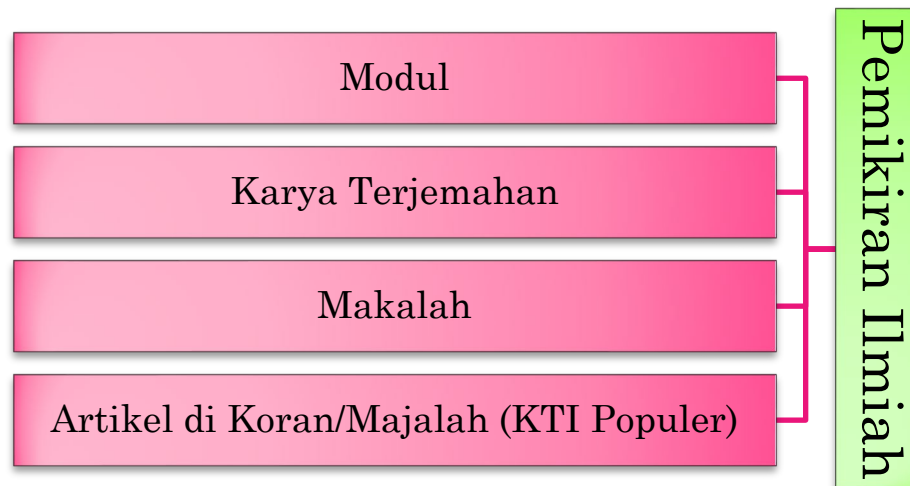 Modul
Karya Terjemahan
Makalah
Artikel di Koran/Majalah (KTI Populer)
Pemikiran Ilmiah